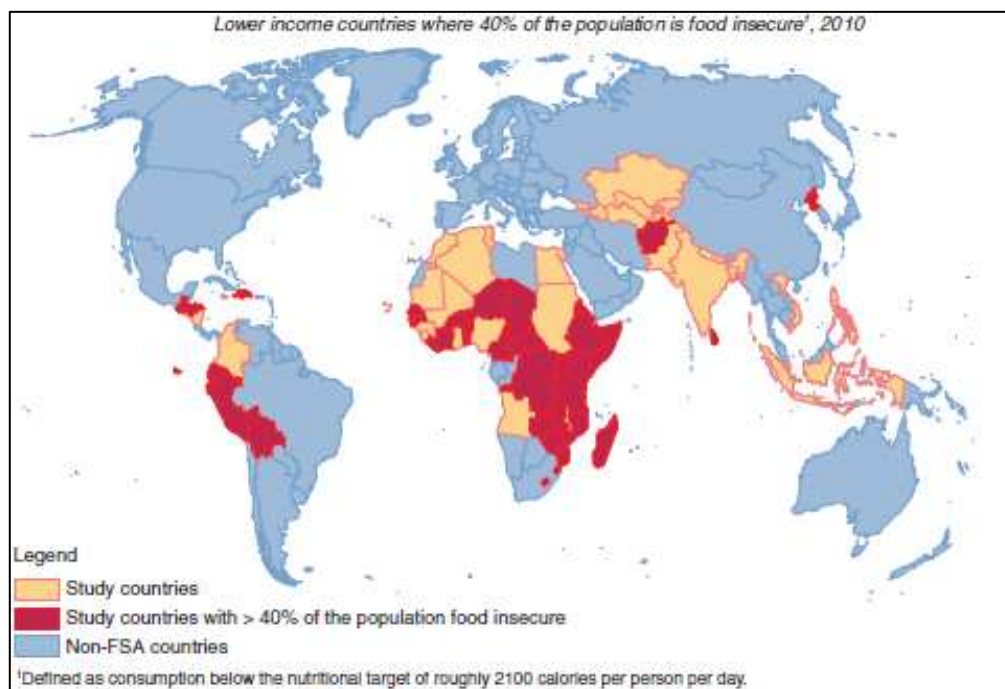 Lower income countries where 40% of the population is food insecure¹, 2010
Legend
Study countries
Study countries with > 40% of the population food insecure
Non-FSA countries
¹Defined as consumption below the nutritional target of roughly 2100 calories per person per day.